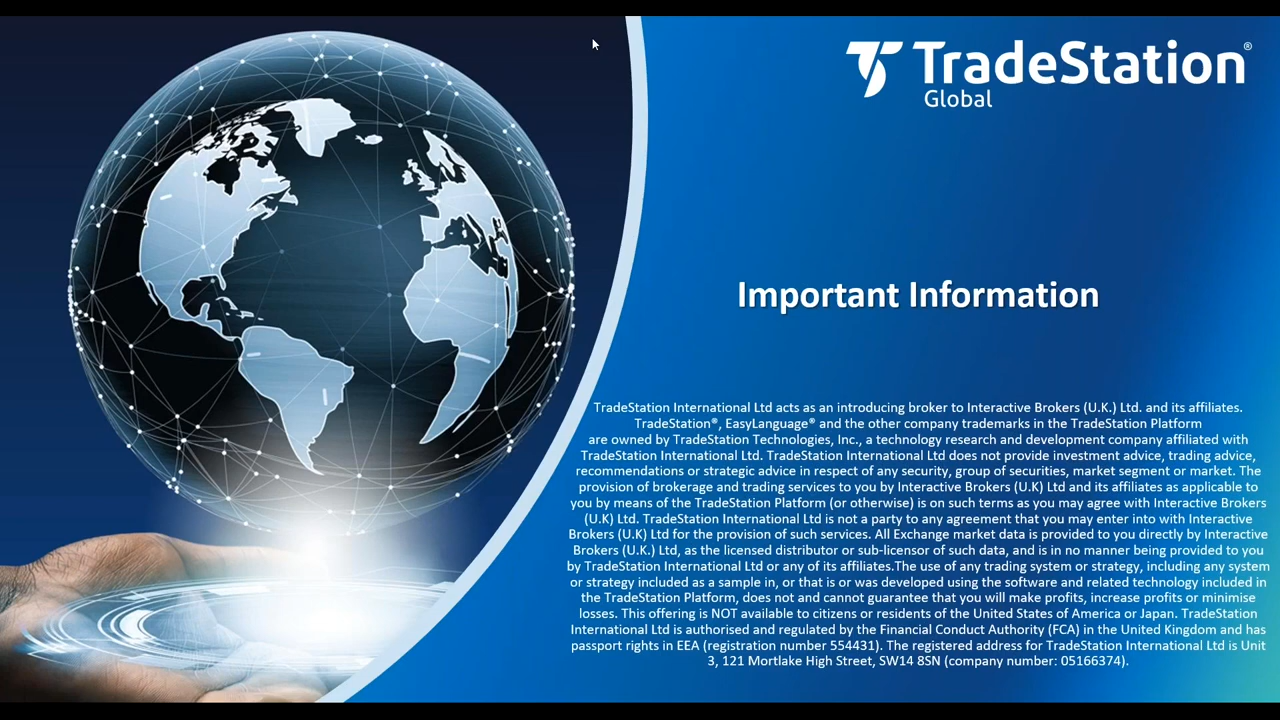 TradeStation®
Global
Important Information
TradeStation International Ltd acts as an introducing broker to Interactive Brokers (U.K.) Ltd. and its affiliates.
TradeStation®, EasyLanguage® and the other company trademarks in the TradeStation Platform
are owned by TradeStation Technologies, Inc., a technology research and development company affiliated with
TradeStation International Ltd. TradeStation International Ltd does not provide investment advice, trading advice,
recommendations or strategic advice in respect of any security, group of securities, market segment or market. The
provision of brokerage and trading services to you by Interactive Brokers (U.K) Ltd and its affiliates as applicable to
you by means of the TradeStation Platform (or otherwise) is on such terms as you may agree with Interactive Brokers
(U.K) Ltd. TradeStation International Ltd is not a party to any agreement that you may enter into with Interactive
Brokers (U.K) Ltd for the provision of such services. All Exchange market data is provided to you directly by Interactive
Brokers (U.K.) Ltd, as the licensed distributor or sub-licensor of such data, and is in no manner being provided to you
by TradeStation International Ltd or any of its affiliates.The use of any trading system or strategy, including any system
or strategy included as a sample in, or that is or was developed using the software and related technology included in
the TradeStation Platform, does not and cannot guarantee that you will make profits, increase profits or minimise
losses. This offering is NOT available to citizens or residents of the United States of America or Japan. TradeStation
International Ltd is authorised and regulated by the Financial Conduct Authority (FCA) in the United Kingdom and has
passport rights in EEA (registration number 554431). The registered address for TradeStation International Ltd is Unit
3, 121 Mortlake High Street, SW14 8SN (company number: 05166374).